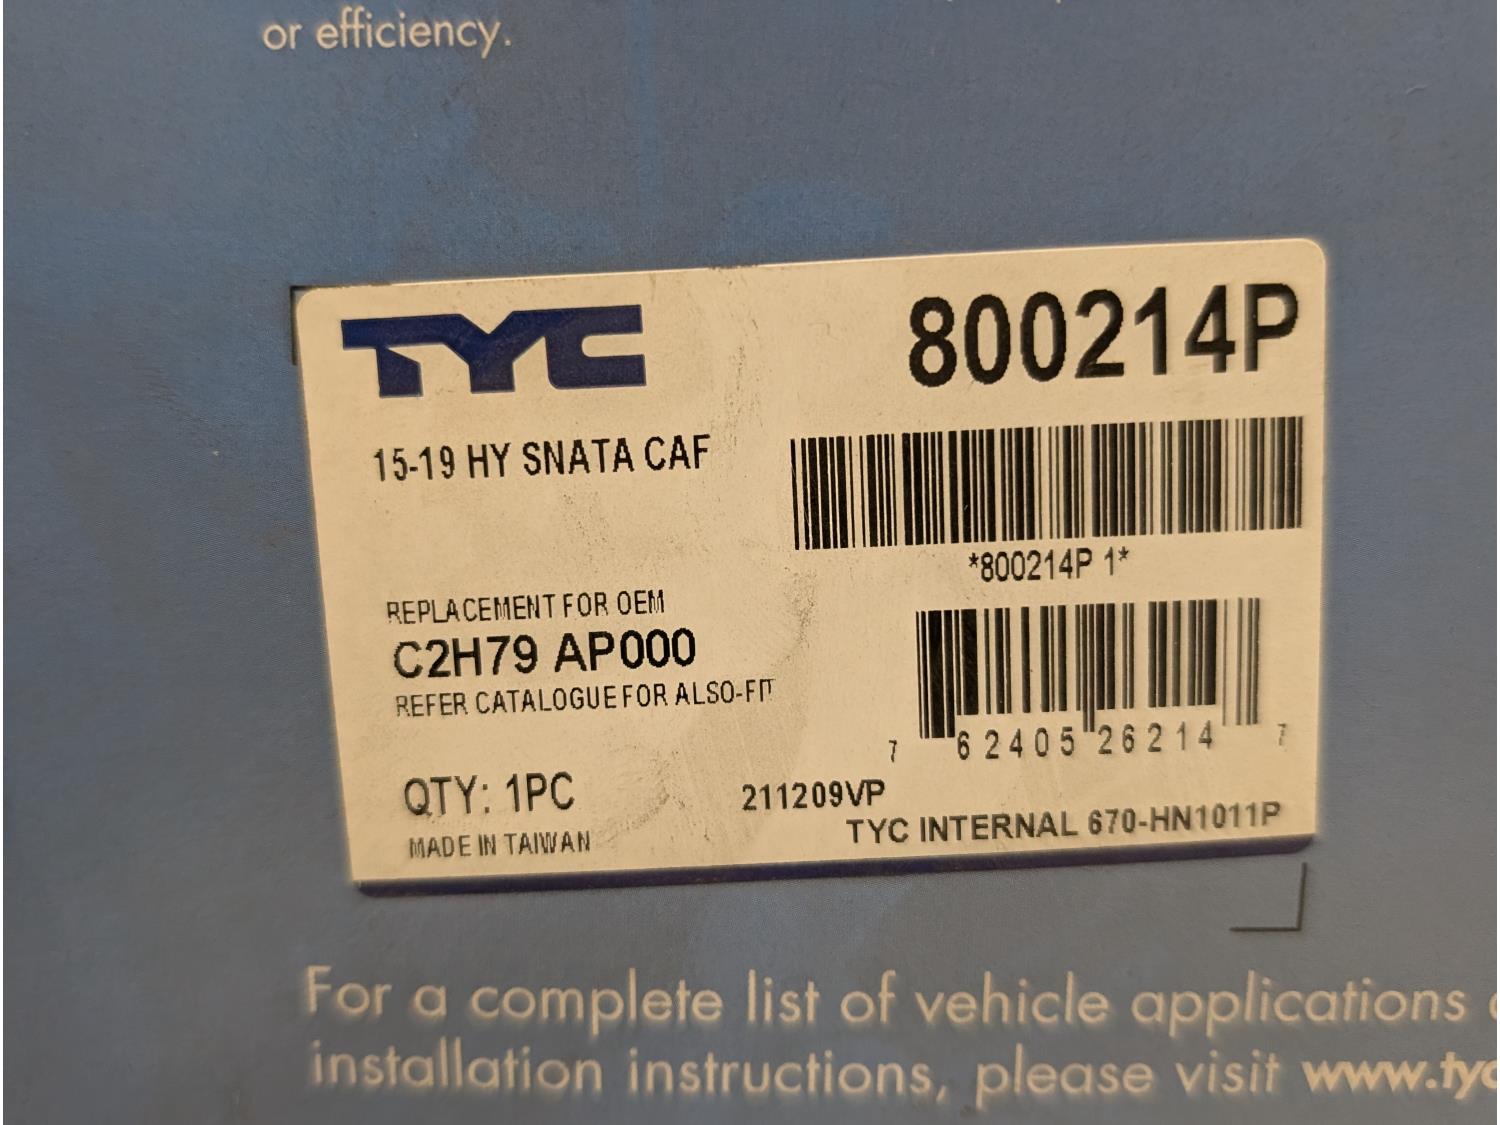 or efficiency.
TYC
800214P
15-19 HY SNATA CAF
*800214P 1*
REPLACEMENT FOR OEM
C2H79 AP000
REFER CATALOGUE FOR ALSO-FIT
7 62405 26214 7
QTY: 1PC
211209VP
MADE IN TAIWAN
TYC INTERNAL 670-HN1011P
For a complete list of vehicle applications
installation instructions, please visit www.tyc